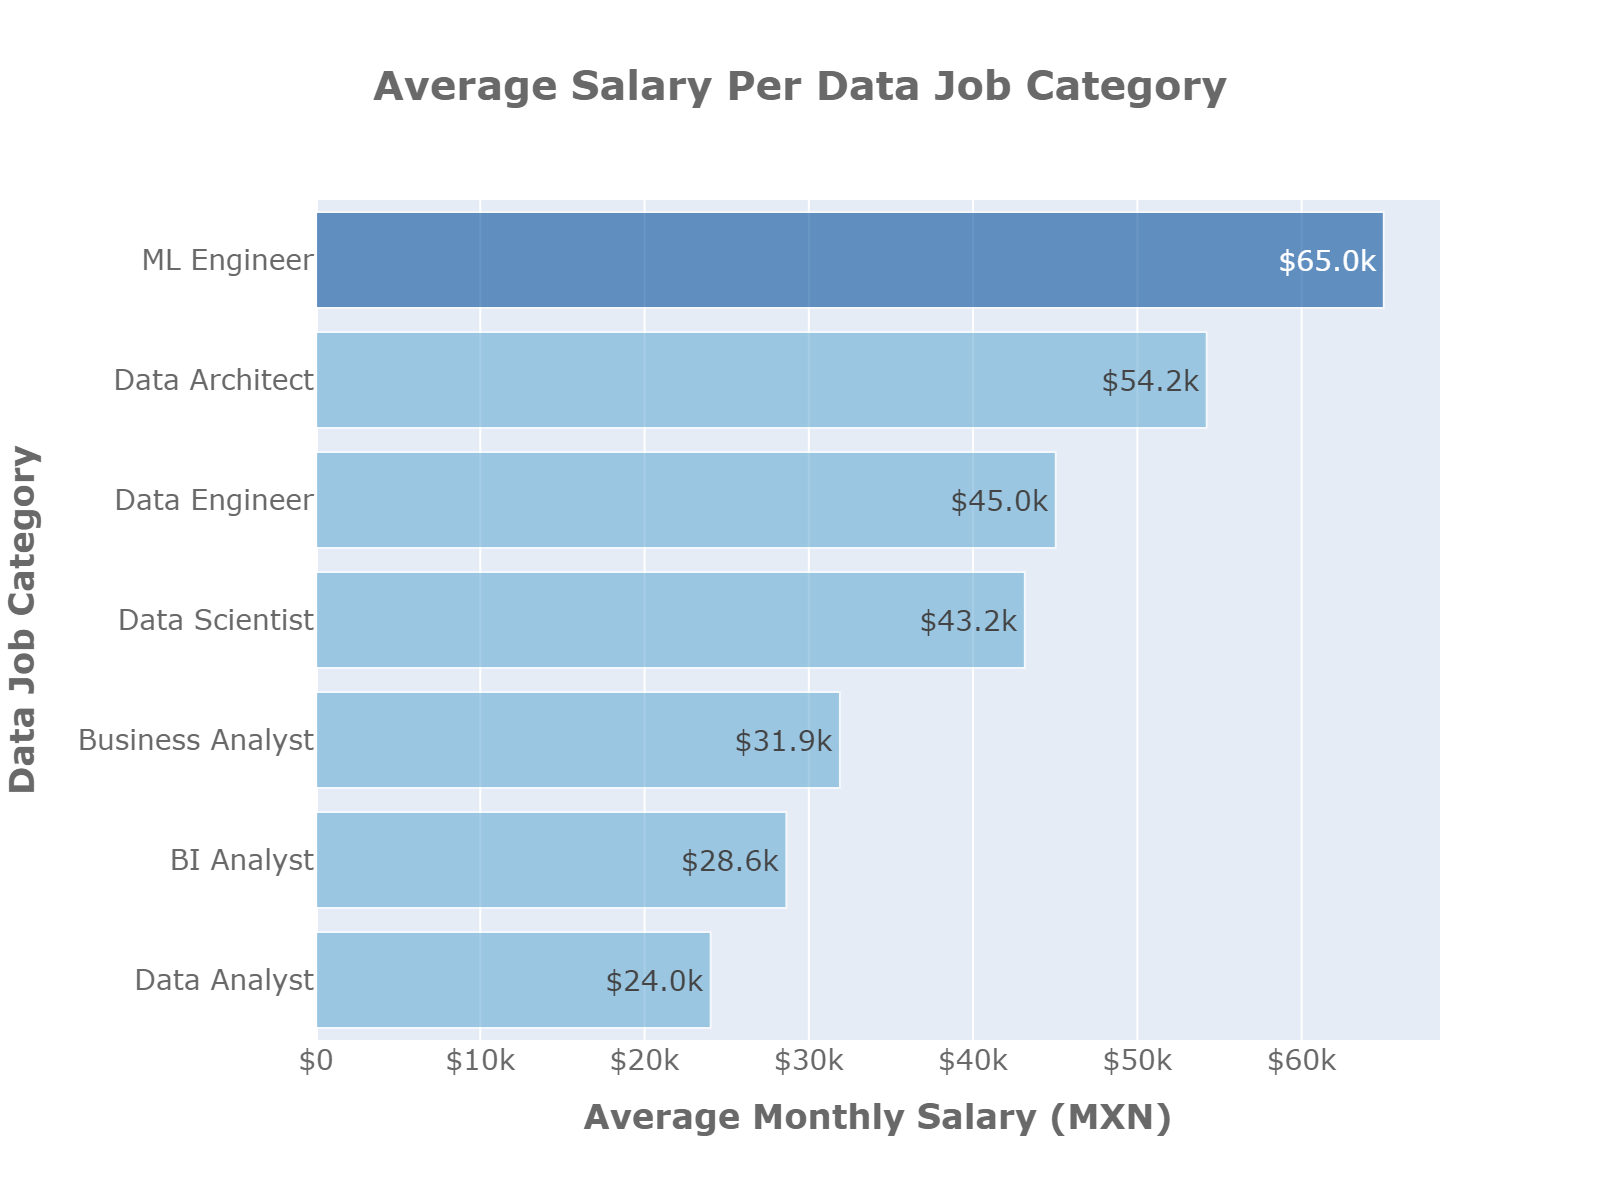 Average Salary Per Data Job Category
Data Job Category
ML Engineer $65.0k
Data Architect $54.2k
Data Engineer $45.0k
Data Scientist $43.2k
Business Analyst $31.9k
BI Analyst $28.6k
Data Analyst $24.0k
$0 $10k $20k $30k $40k $50k $60k
Average Monthly Salary (MXN)